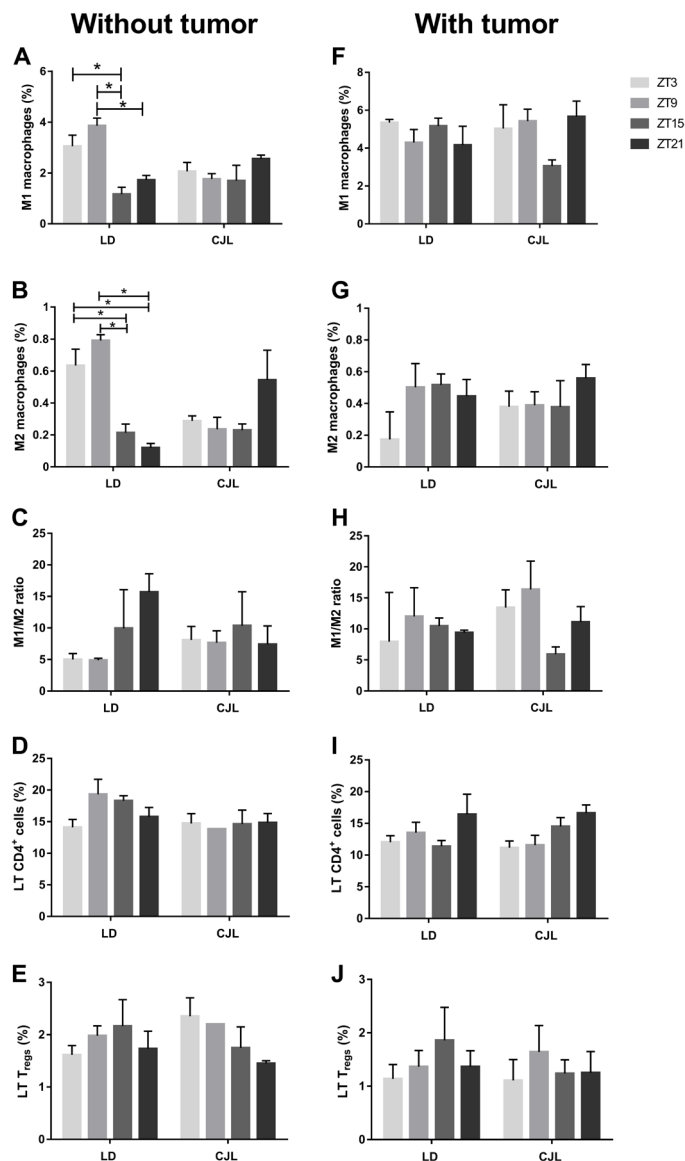 Without tumor
With tumor
A
M1 macrophages (%)
6
4
2
0
*
*
*
LD
CJL
F
M1 macrophages (%)
10
8
6
4
2
0
LD
CJL
ZT3
ZT9
ZT15
ZT21
B
M2 macrophages (%)
1
0.8
0.6
0.4
0.2
0
*
*
*
*
LD
CJL
G
M2 macrophages (%)
1
0.8
0.6
0.4
0.2
0
LD
CJL
C
M1/M2 ratio
25
20
15
10
5
0
LD
CJL
H
M1/M2 ratio
25
20
15
10
5
0
LD
CJL
D
LT CD4⁺ cells (%)
25
20
15
10
5
0
LD
CJL
I
LT CD4⁺ cells (%)
25
20
15
10
5
0
LD
CJL
E
LT Tregs (%)
3
2
1
0
LD
CJL
J
LT Tregs (%)
3
2
1
0
LD
CJL